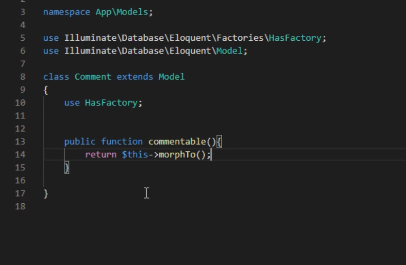 2
3 namespace App\Models;
4
5 use Illuminate\Database\Eloquent\Factories\HasFactory;
6 use Illuminate\Database\Eloquent\Model;
7
8 class Comment extends Model
9 {
10 use HasFactory;
11
12
13 public function commentable(){
14 return $this->morphTo();
15 }
16
17 }
18